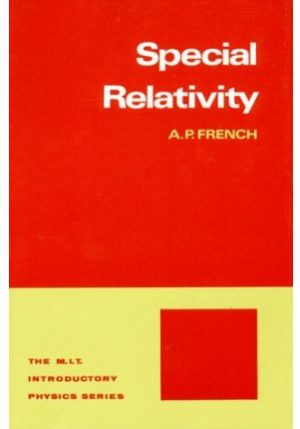 Special
Relativity
A.P. FRENCH
THE M.I.T.
INTRODUCTORY
PHYSICS SERIES